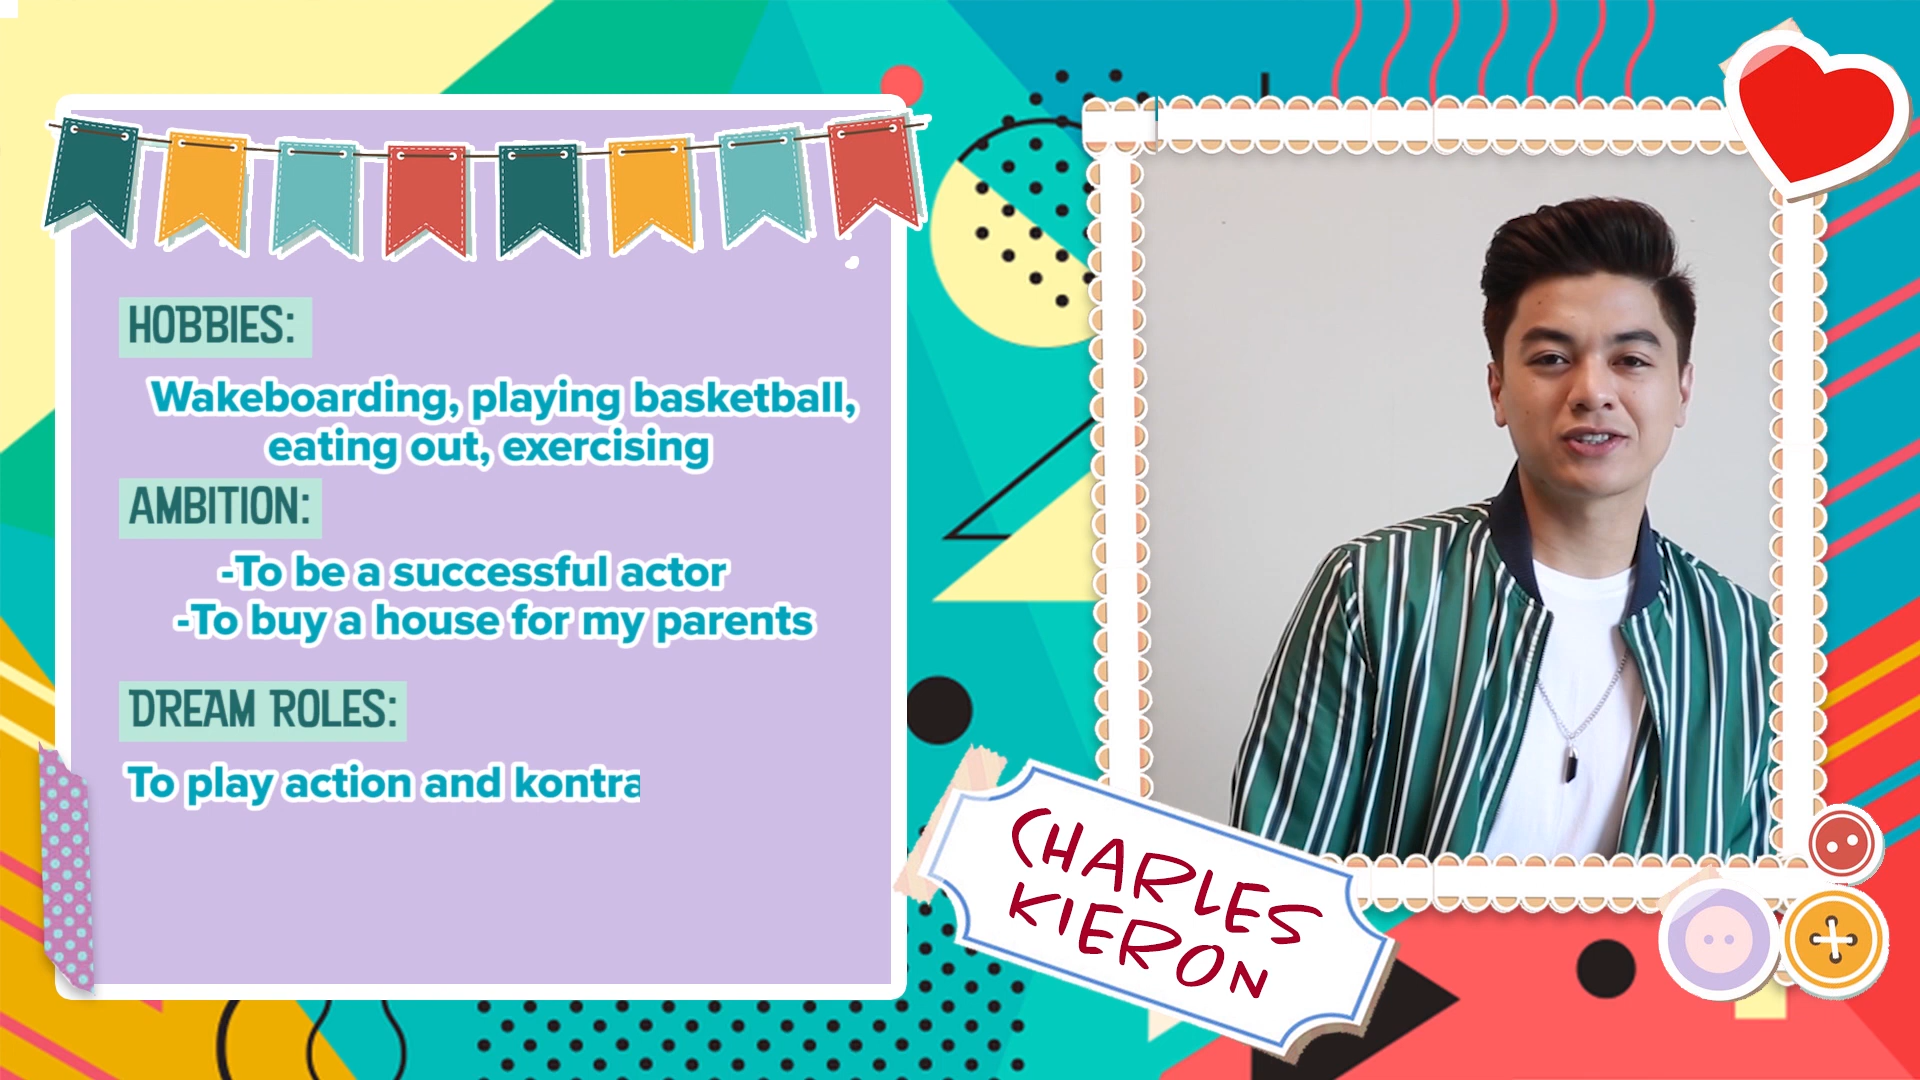 HOBBIES:
Wakeboarding, playing basketball,
eating out, exercising
AMBITION:
-To be a successful actor
-To buy a house for my parents
DREAM ROLES:
To play action and kontra
CHARLES
KIERON